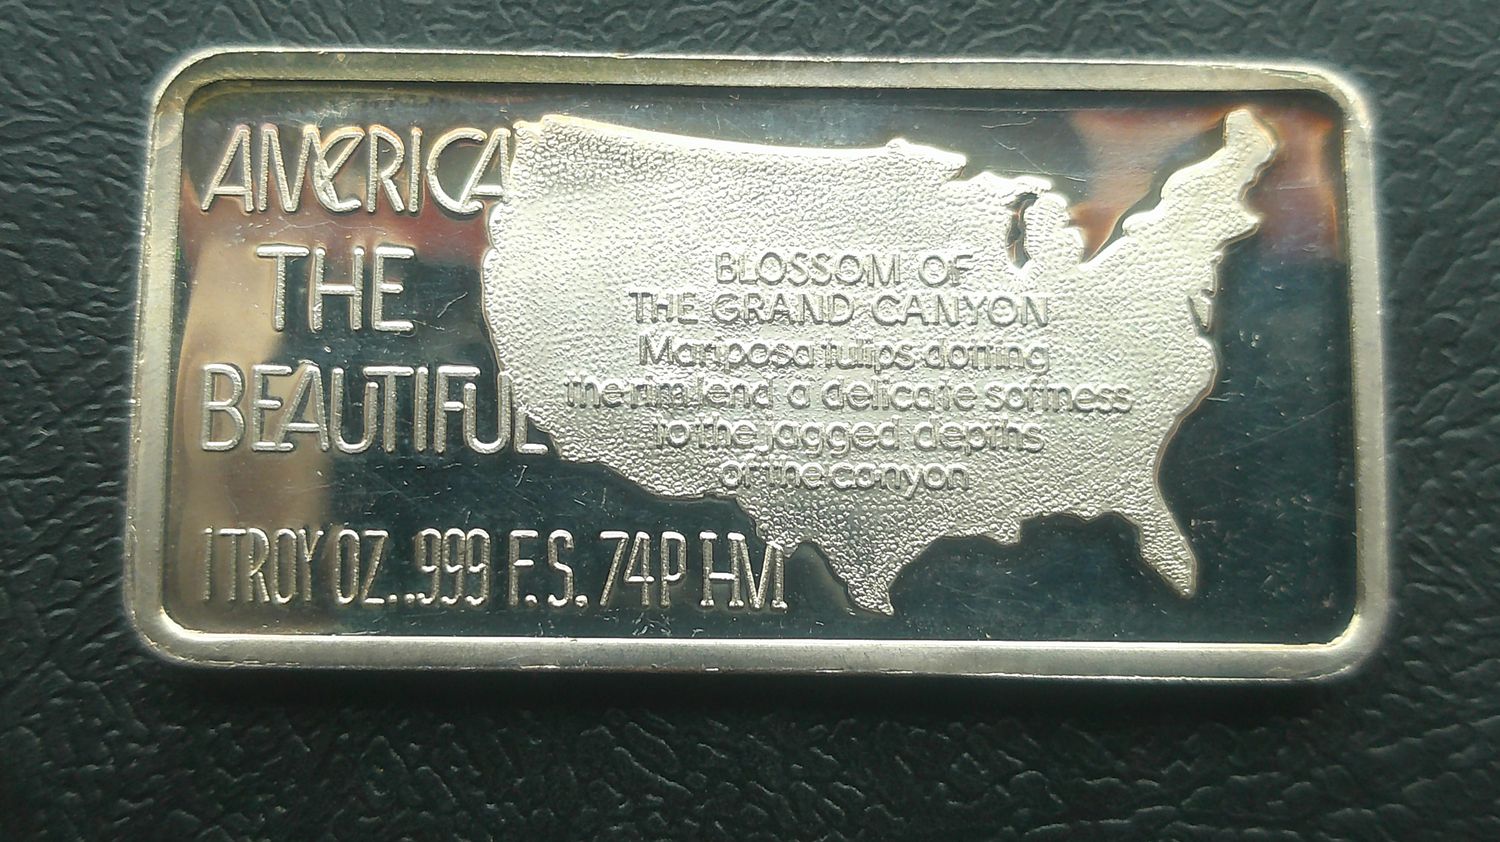 AMERICA
THE
BEAUTIFUL
BLOSSOM OF
THE GRAND CANYON
Mariposa tulips dotting
the rim lend a delicate softness
to the jagged depths
of the canyon
1 TROY OZ. .999 F.S. 74P HM